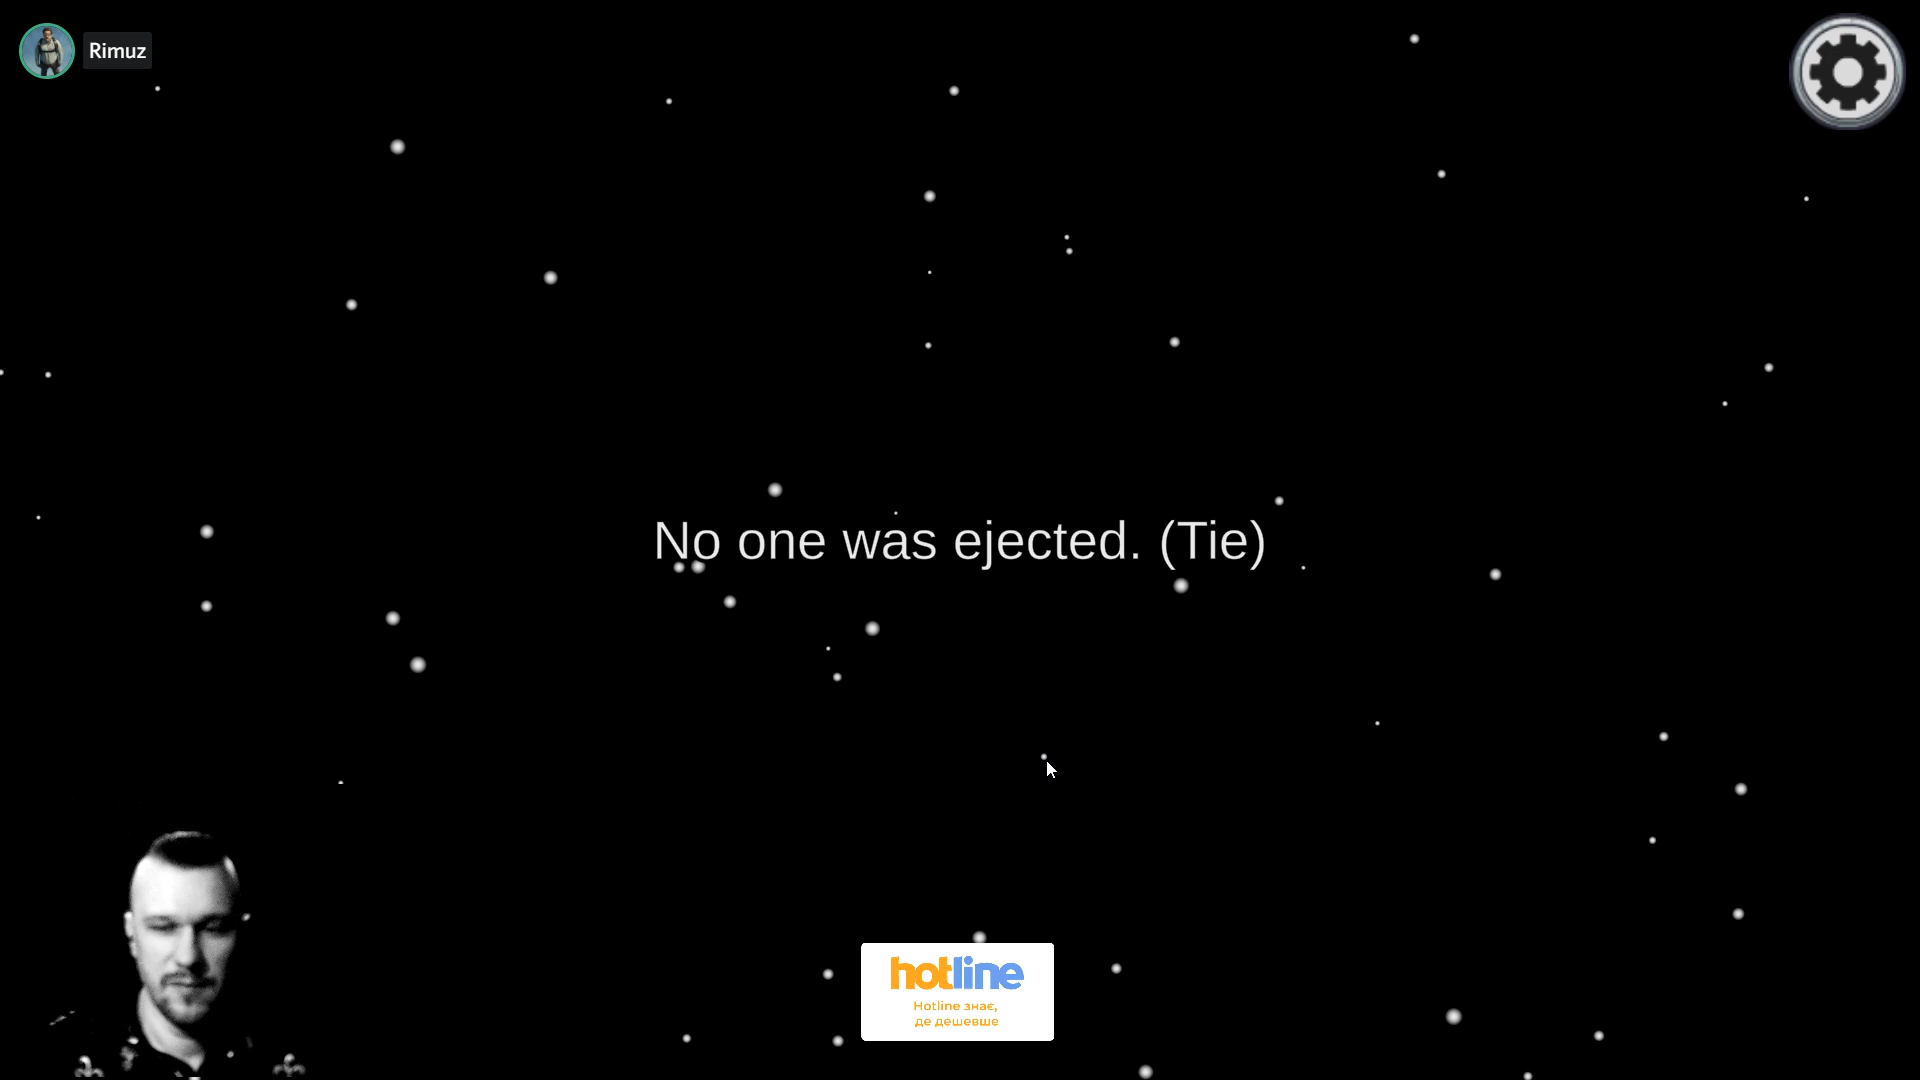 Rimuz
No one was ejected. (Tie)
hotline
Hotline знає,
де дешевше